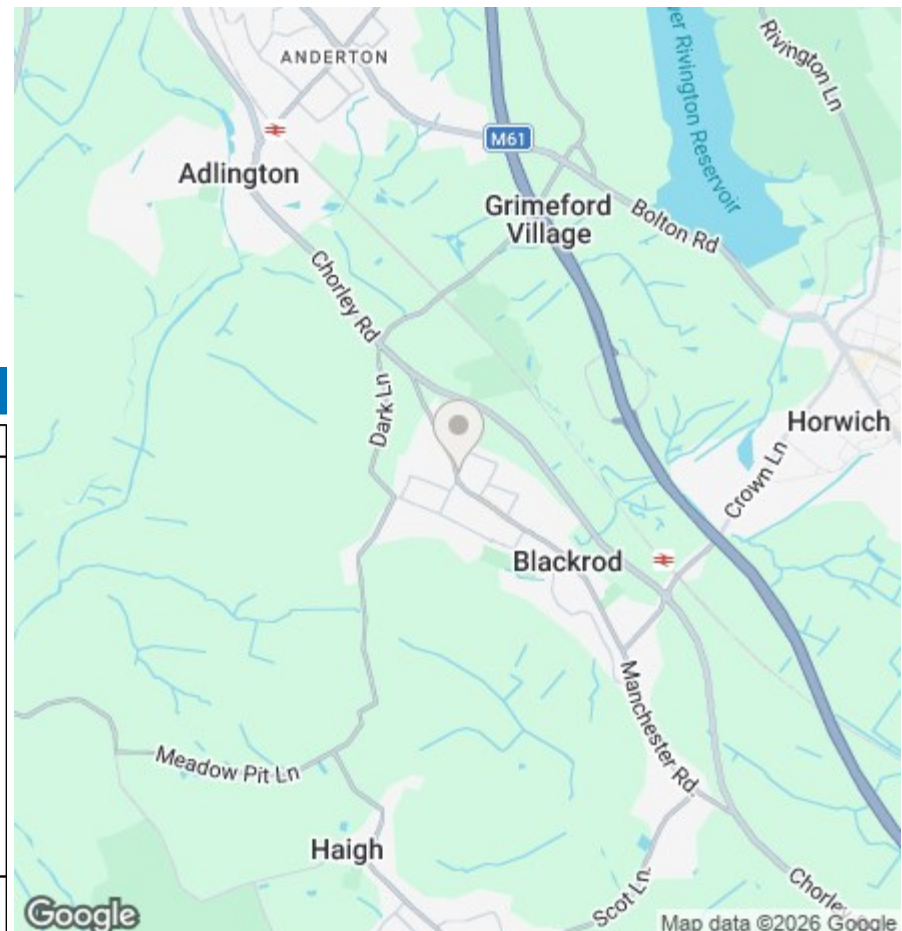 ANDERTON
Rivington Ln
er Rivington Reservoir
M61
Adlington
Grimeford
Village
Bolton Rd
Chorley Rd
Dark Ln
Horwich
Crown Ln
Blackrod
Manchester Rd.
Meadow Pit Ln
Haigh
Scot Ln.
Chorley
Google
Map data ©2026 Google